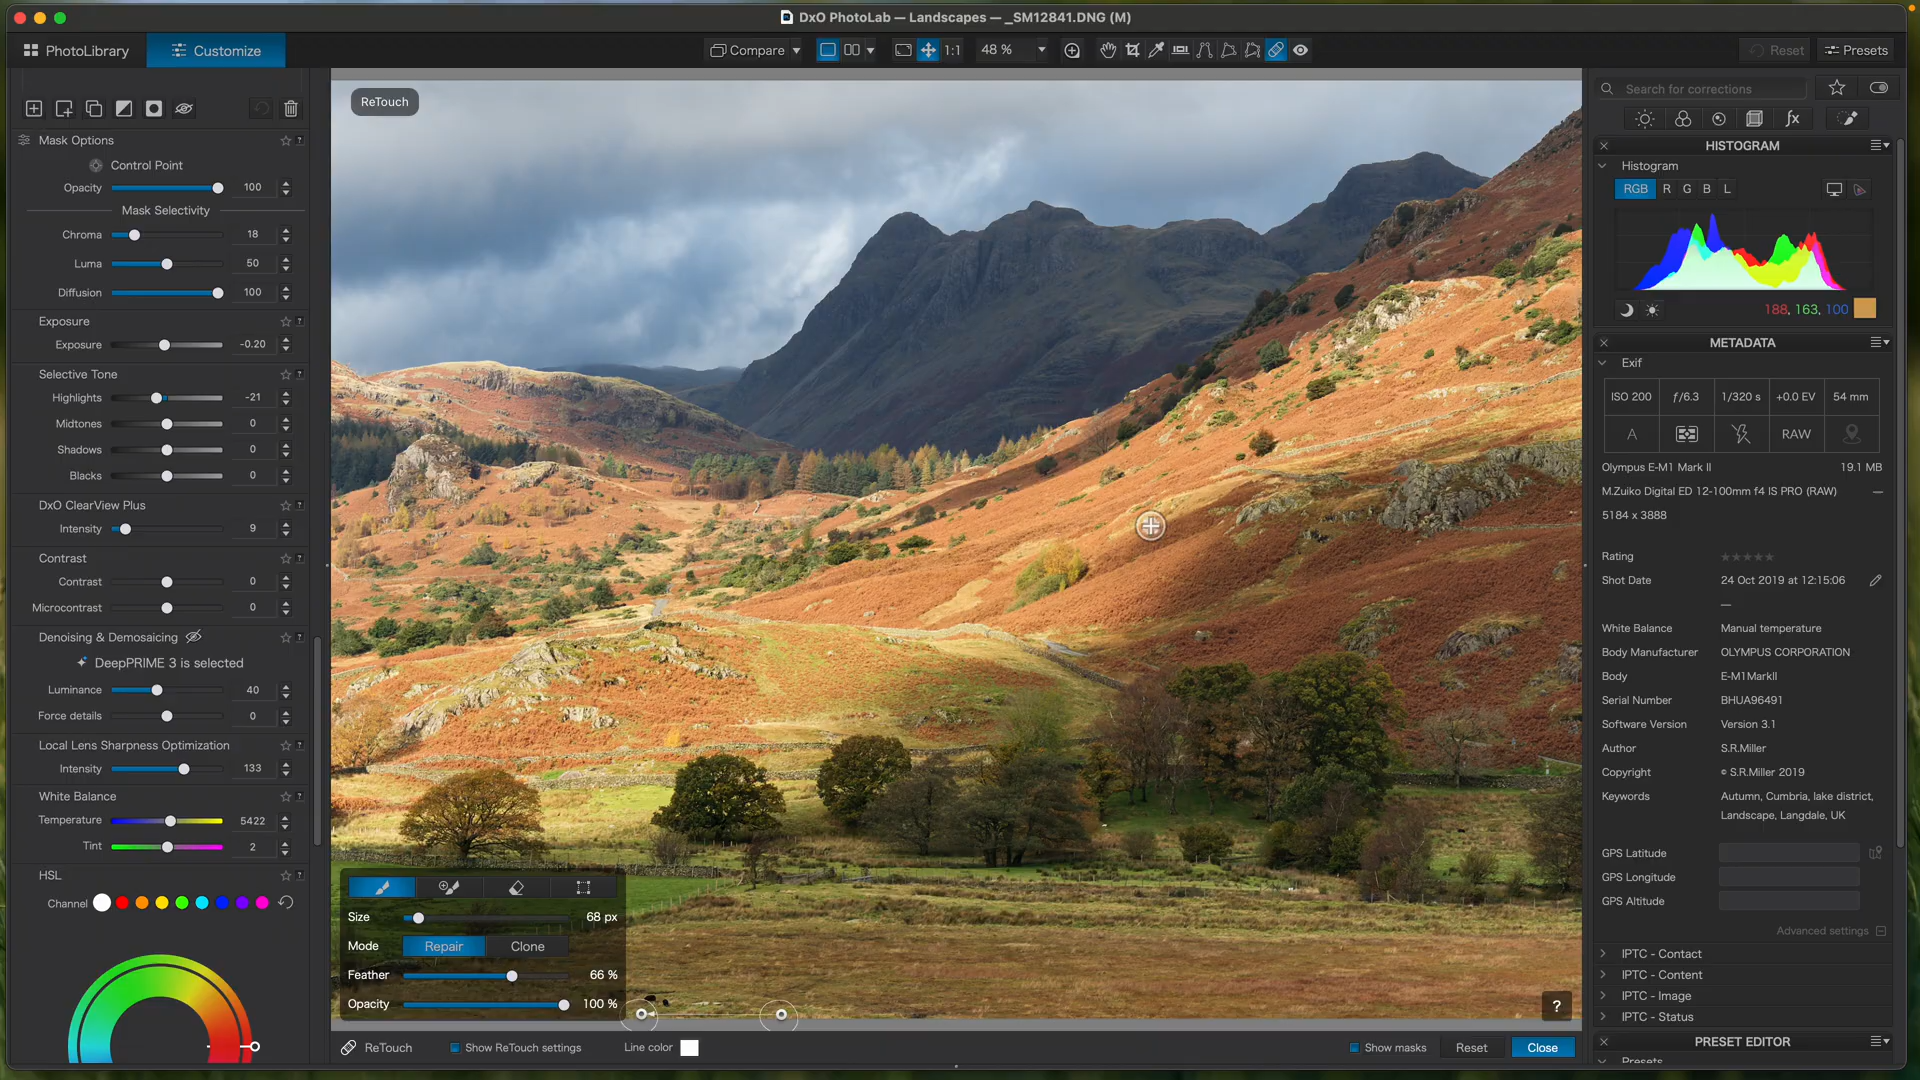 DxO PhotoLab — Landscapes — _SM12841.DNG (M)
PhotoLibrary
Customize
Compare
1:1
48 %
Reset
Presets
ReTouch
Mask Options
Control Point
Opacity 100
Mask Selectivity
Chroma 18
Luma 50
Diffusion 100
Exposure
Exposure -0.20
Selective Tone
Highlights -21
Midtones 0
Shadows 0
Blacks 0
DxO ClearView Plus
Intensity 9
Contrast
Contrast 0
Microcontrast 0
Denoising & Demosaicing
DeepPRIME 3 is selected
Luminance 40
Force details 0
Local Lens Sharpness Optimization
Intensity 133
White Balance
Temperature 5422
Tint 2
HSL
Channel
Size 68 px
Mode Repair Clone
Feather 66 %
Opacity 100 %
?
ReTouch
Show ReTouch settings
Line color
Show masks
Reset
Close
Search for corrections
fx
HISTOGRAM
Histogram
RGB R G B L
188, 163, 100
METADATA
Exif
ISO 200 ƒ/6.3 1/320 s +0.0 EV 54 mm
A RAW
Olympus E-M1 Mark II 19.1 MB
M.Zuiko Digital ED 12-100mm f4 IS PRO (RAW) —
5184 x 3888
Rating ★★★★★
Shot Date 24 Oct 2019 at 12:15:06
—
White Balance Manual temperature
Body Manufacturer OLYMPUS CORPORATION
Body E-M1MarkII
Serial Number BHUA96491
Software Version Version 3.1
Author S.R.Miller
Copyright © S.R.Miller 2019
Keywords Autumn, Cumbria, lake district,
Landscape, Langdale, UK
GPS Latitude
GPS Longitude
GPS Altitude
Advanced settings
IPTC - Contact
IPTC - Content
IPTC - Image
IPTC - Status
PRESET EDITOR
Presets